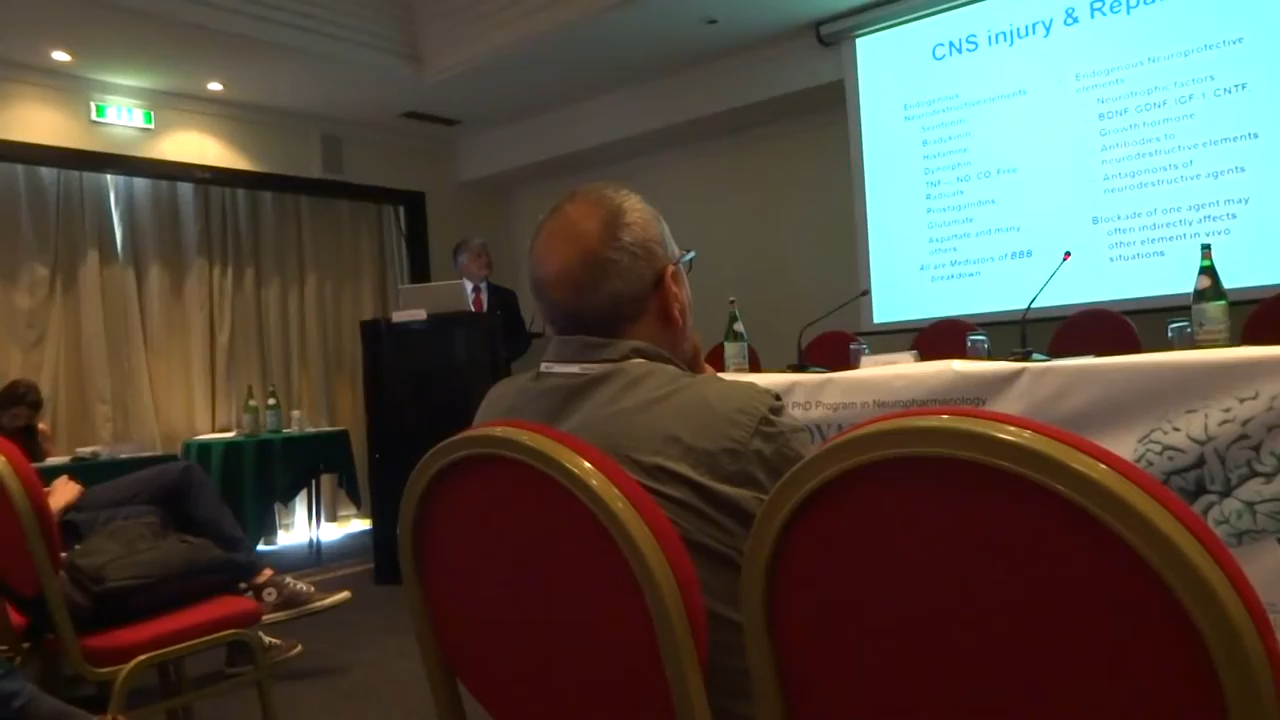 CNS injury & Repa
Endogenous
Neurodestructive elements
Serotonin,
Bradykinin,
Histamine,
Dynorphin,
NO, CO, Free
Radicals,
Prostaglandins,
Glutamate,
Aspartate and many
others.
All are Mediators of BBB
breakdown
Endogenous Neuroprotective
elements
Neurotrophic factors
BDNF, GDNF, IGF-1, CNTF,
Growth hormone
Antibodies to
neurodestructive elements
Antagonists of
neurodestructive agents
Blockade of one agent may
often indirectly affects
other element in vivo
situations
PhD Program in Neuropharmacology